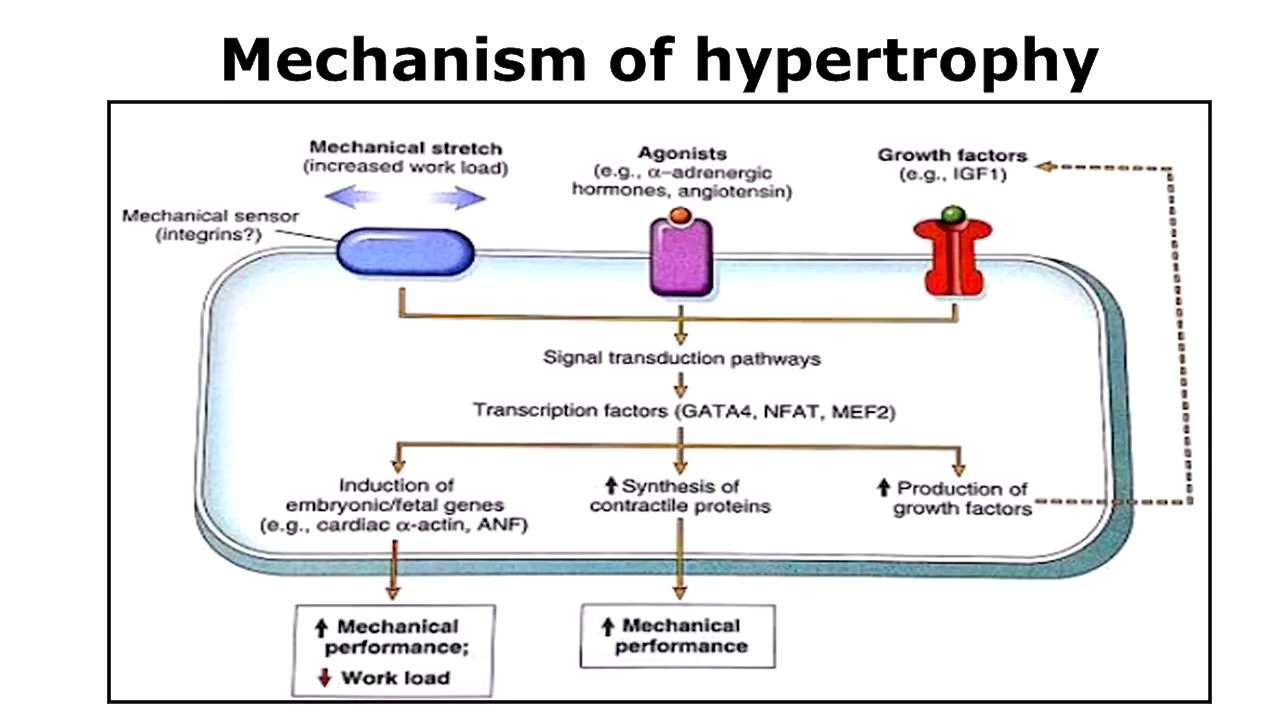 Mechanism of hypertrophy
Mechanical stretch
(increased work load)
Agonists
(e.g., α–adrenergic
hormones, angiotensin)
Growth factors
(e.g., IGF1)
Mechanical sensor
(integrins?)
Signal transduction pathways
Transcription factors (GATA4, NFAT, MEF2)
Induction of
embryonic/fetal genes
(e.g., cardiac α-actin, ANF)
↑ Synthesis of
contractile proteins
↑ Production of
growth factors
↑ Mechanical
performance;
↓ Work load
↑ Mechanical
performance